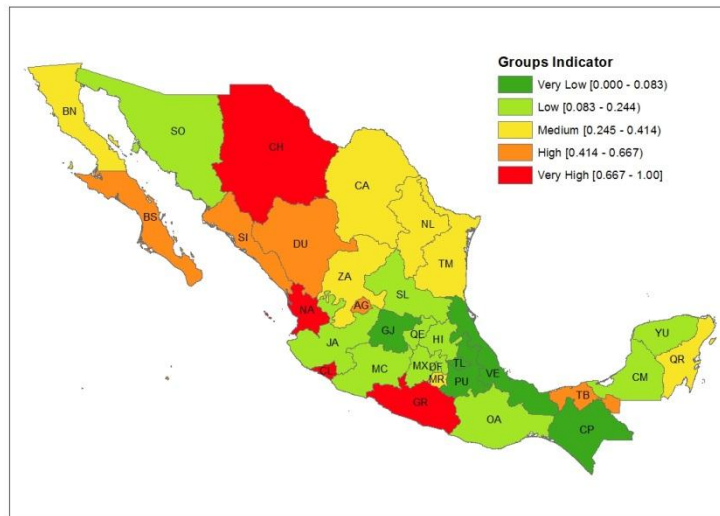 Groups Indicator
Very Low [0.000 - 0.083)
Low [0.083 - 0.244)
Medium [0.245 - 0.414)
High [0.414 - 0.667)
Very High [0.667 - 1.00]
BN
SO
CH
CA
BS
SI
DU
NL
TM
ZA
SL
NA
AG
GJ
QE
HI
JA
YU
QR
CM
CL
MC
MX
DF
TL
VE
MR
PU
TB
GR
OA
CP